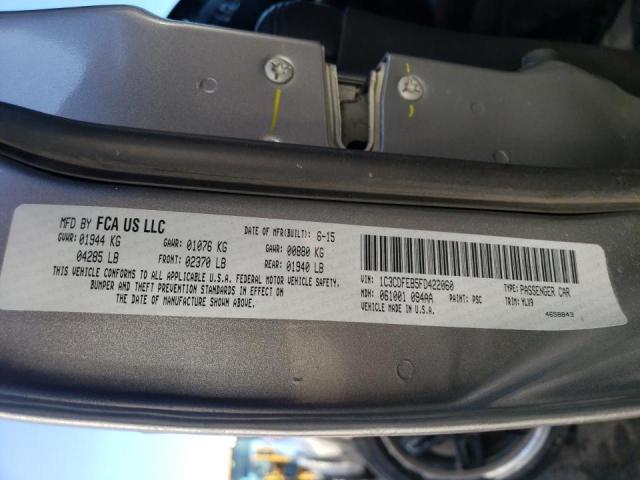 MFD BY FCA US LLC DATE OF MFR(BUILT): 6-15
GVWR: 01944 KG GAWR: 01076 KG GAWR: 00880 KG
04285 LB FRONT: 02370 LB REAR: 01940 LB
THIS VEHICLE CONFORMS TO ALL APPLICABLE U.S.A. FEDERAL MOTOR VEHICLE SAFETY,
BUMPER AND THEFT PREVENTION STANDARDS IN EFFECT ON
THE DATE OF MANUFACTURE SHOWN ABOVE.
VIN: 1C3CDFEB5FD422060 TYPE: PASSENGER CAR
MDH: 061001 094AA PAINT: PSC TRIM: MLV9
VEHICLE MADE IN U.S.A. 4658843